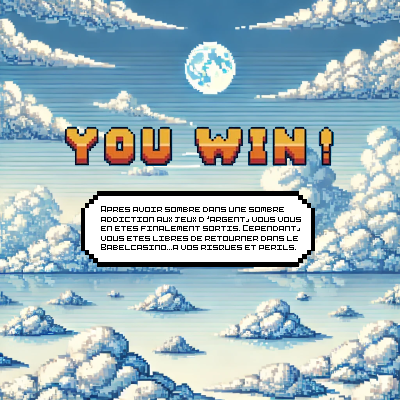 YOU WIN!
APRES AVOIR SOMBRE DANS UNE SOMBRE
ADDICTION AUX JEUX D'ARGENT, VOUS VOUS
EN ETES FINALEMENT SORTIS. CEPENDANT,
VOUS ETES LIBRES DE RETOURNER DANS LE
BABELCASINO...A VOS RISQUES ET PERILS.